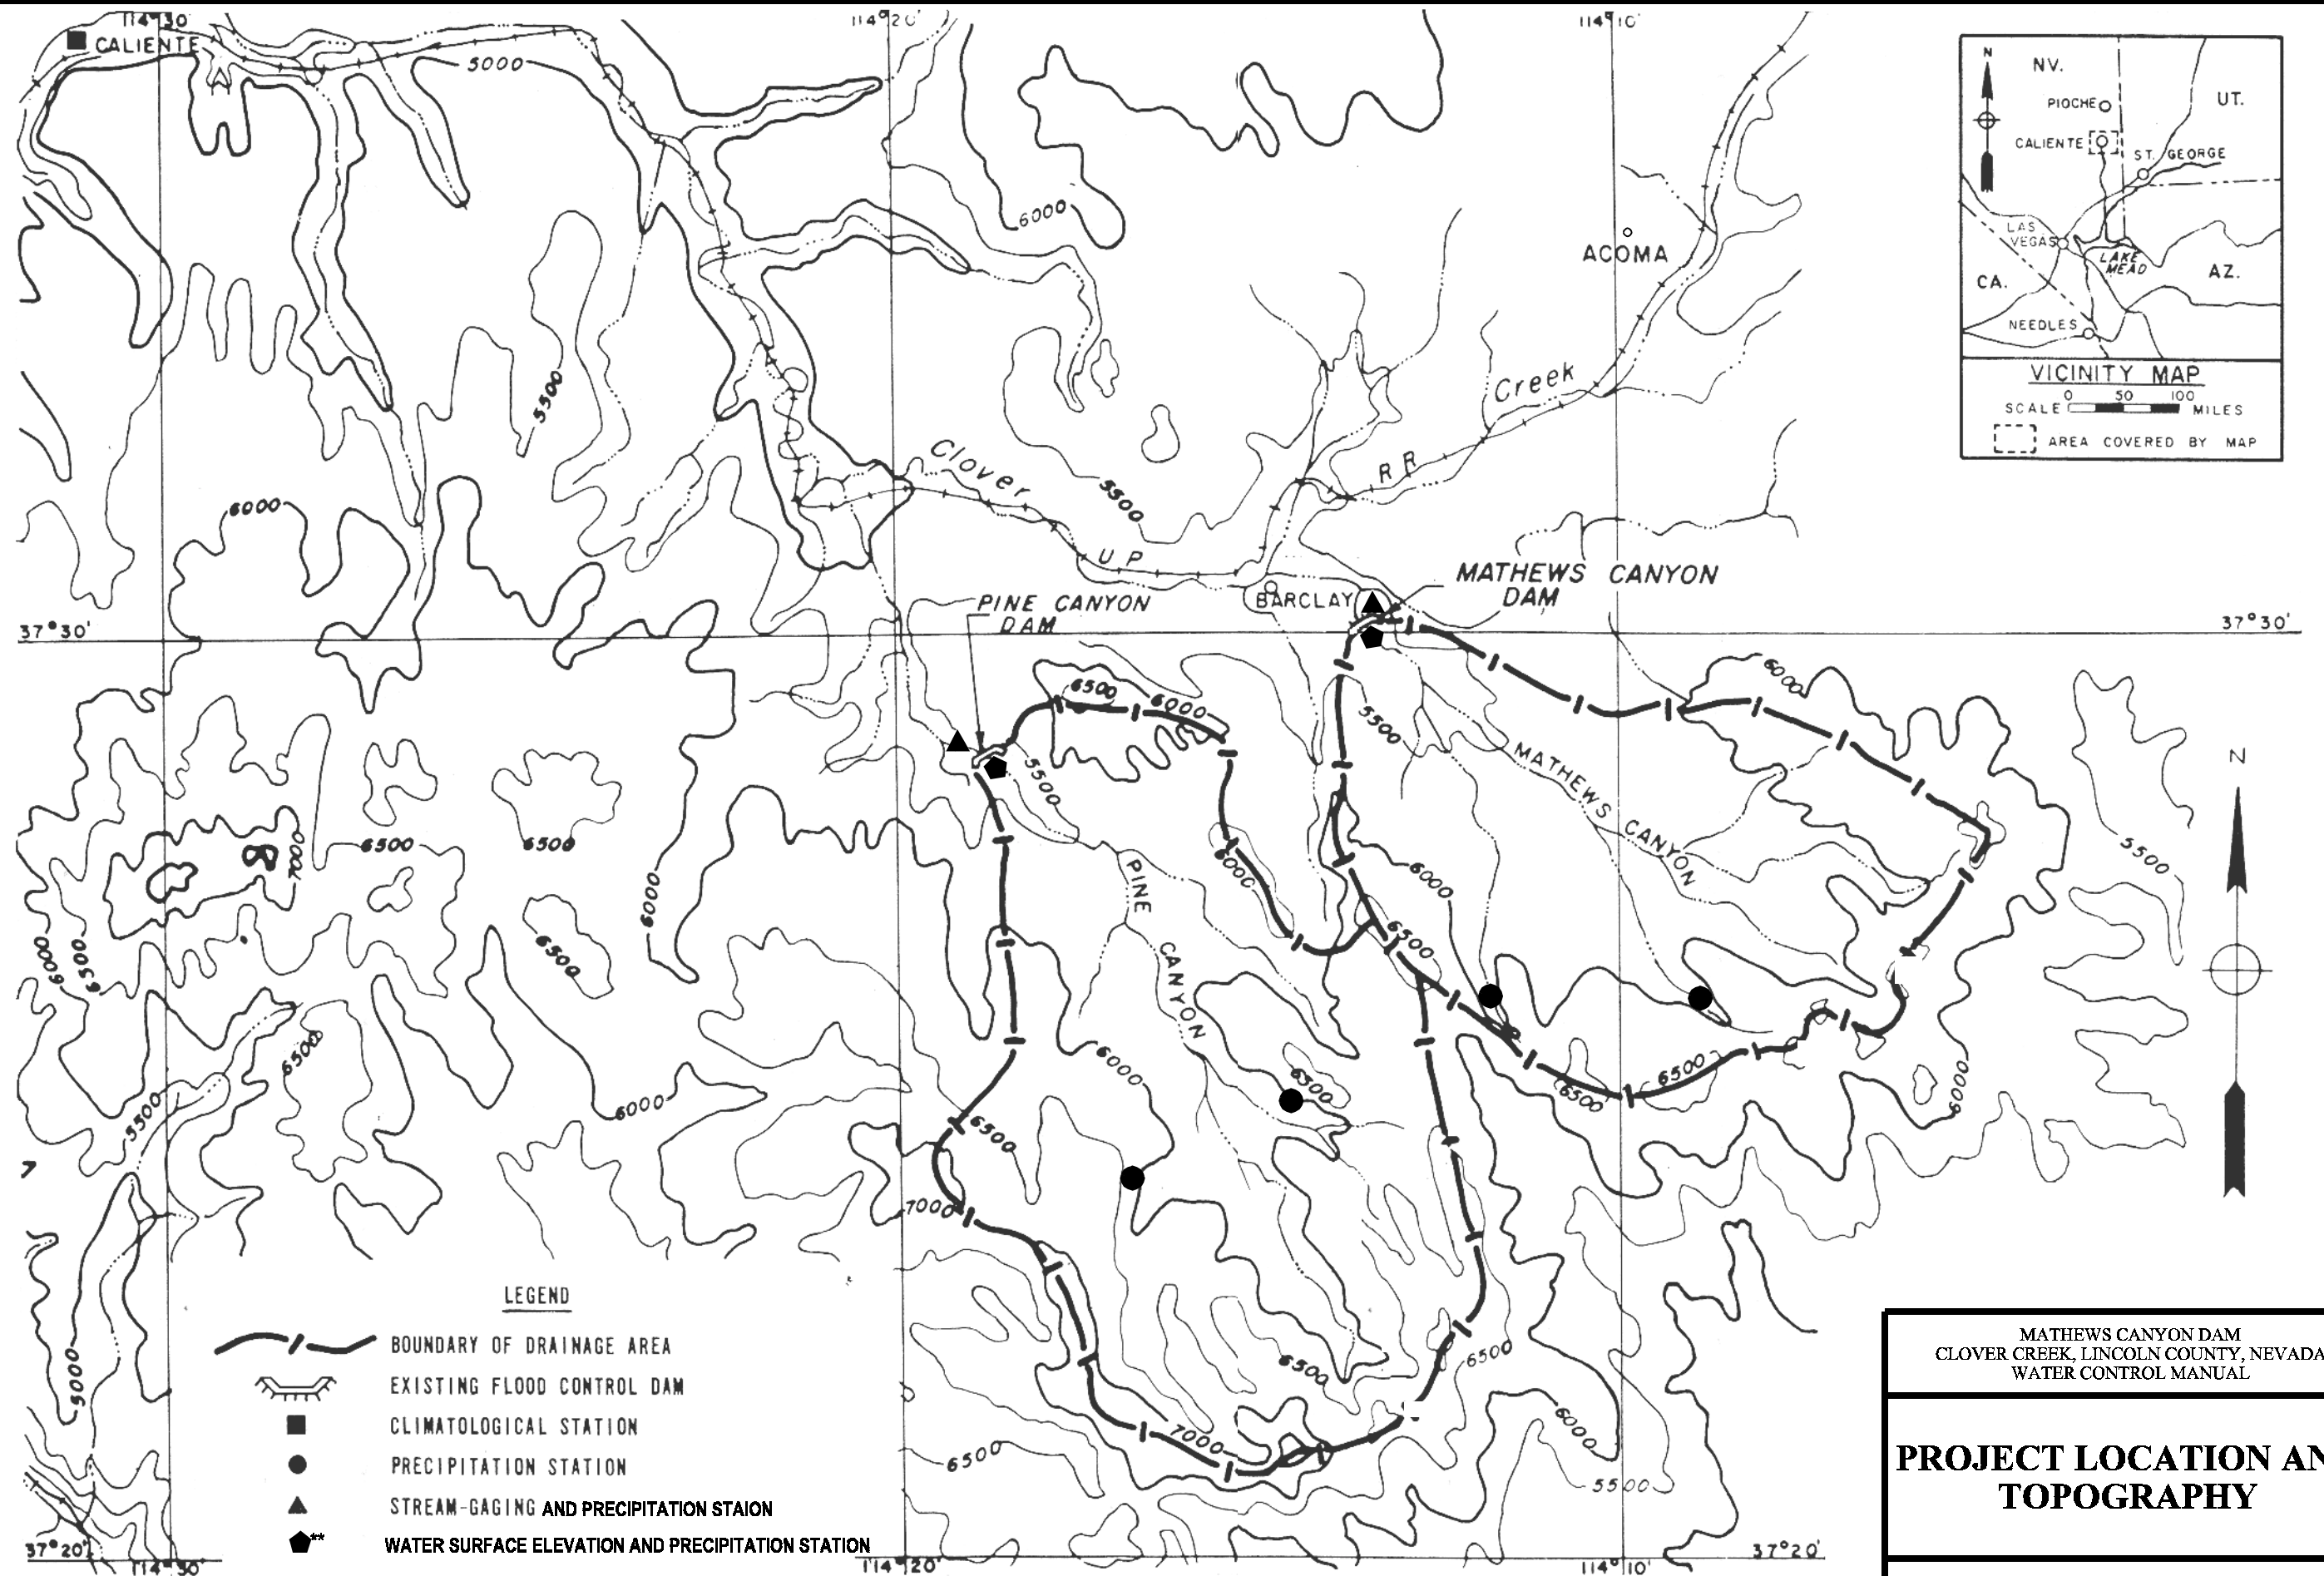 114°30'
114°20'
114°10'
CALIENTE
5000
6000
ACOMA
5500
Creek
RR
Clover
5500
UP
6000
MATHEWS CANYON
DAM
BARCLAY
PINE CANYON
DAM
37°30'
37°30'
N
NV.
PIOCHE
UT.
CALIENTE
ST. GEORGE
LAS
VEGAS
LAKE
MEAD
CA.
AZ.
NEEDLES
VICINITY MAP
0 50 100
SCALE MILES
AREA COVERED BY MAP
6500
6000
6000
5500
5500
MATHEWS
CANYON
N
5500
7000
6500
6500
6000
6000
PINE
CANYON
6000
6500
6000
6500
6500
6500
6000
6500
6500
6500
6500
6000
5500
6000
6500
7000
7
5000
6500
6500
7000
6500
6000
5500
LEGEND
BOUNDARY OF DRAINAGE AREA
EXISTING FLOOD CONTROL DAM
CLIMATOLOGICAL STATION
PRECIPITATION STATION
STREAM-GAGING AND PRECIPITATION STAION
** WATER SURFACE ELEVATION AND PRECIPITATION STATION
37°20'
114°30'
114°20'
114°10'
37°20'
MATHEWS CANYON DAM
CLOVER CREEK, LINCOLN COUNTY, NEVADA
WATER CONTROL MANUAL
PROJECT LOCATION AN
TOPOGRAPHY